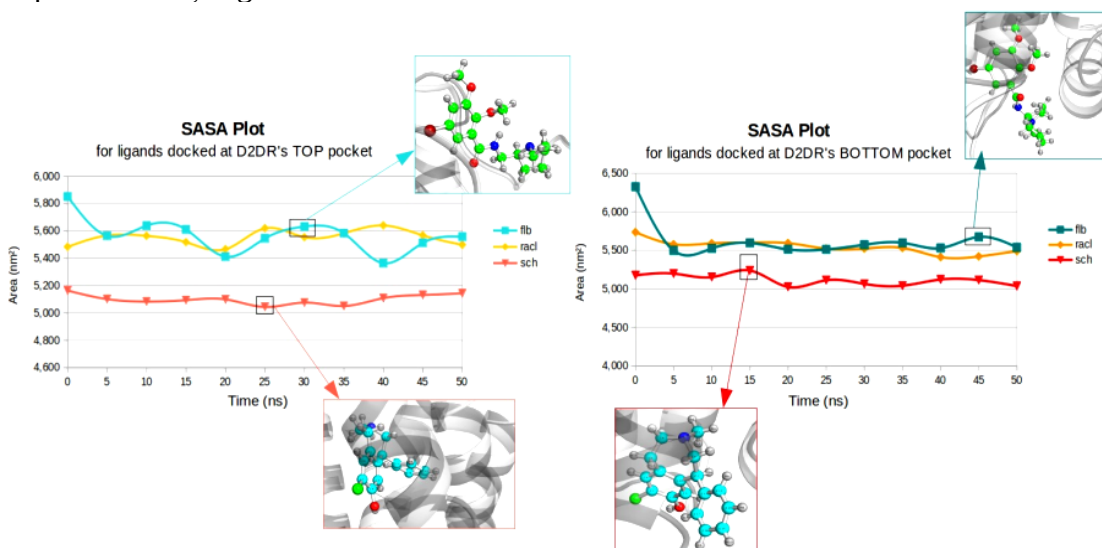 SASA Plot
for ligands docked at D2DR's TOP pocket
6,000
5,800
5,600
5,400
5,200
5,000
4,800
4,600
Area (nm²)
0 5 10 15 20 25 30 35 40 45 50
Time (ns)
flb
racl
sch
SASA Plot
for ligands docked at D2DR's BOTTOM pocket
6,500
6,000
5,500
5,000
4,500
4,000
Area (nm²)
0 5 10 15 20 25 30 35 40 45 50
Time (ns)
flb
racl
sch